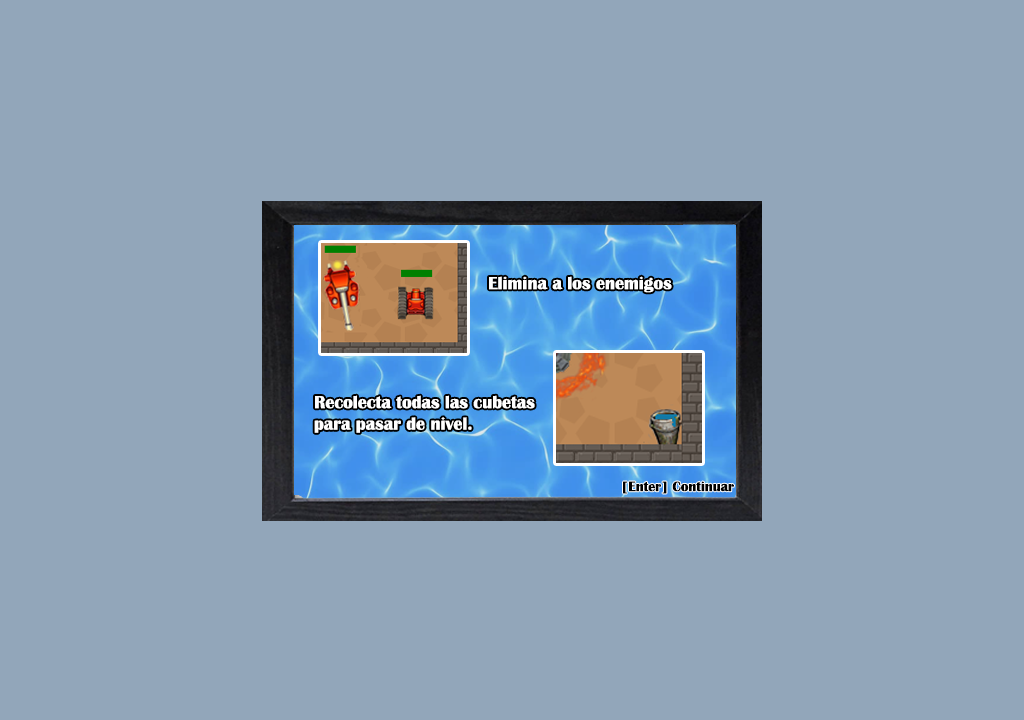 Elimina a los enemigos
Recolecta todas las cubetas
para pasar de nivel.
[Enter] Continuar